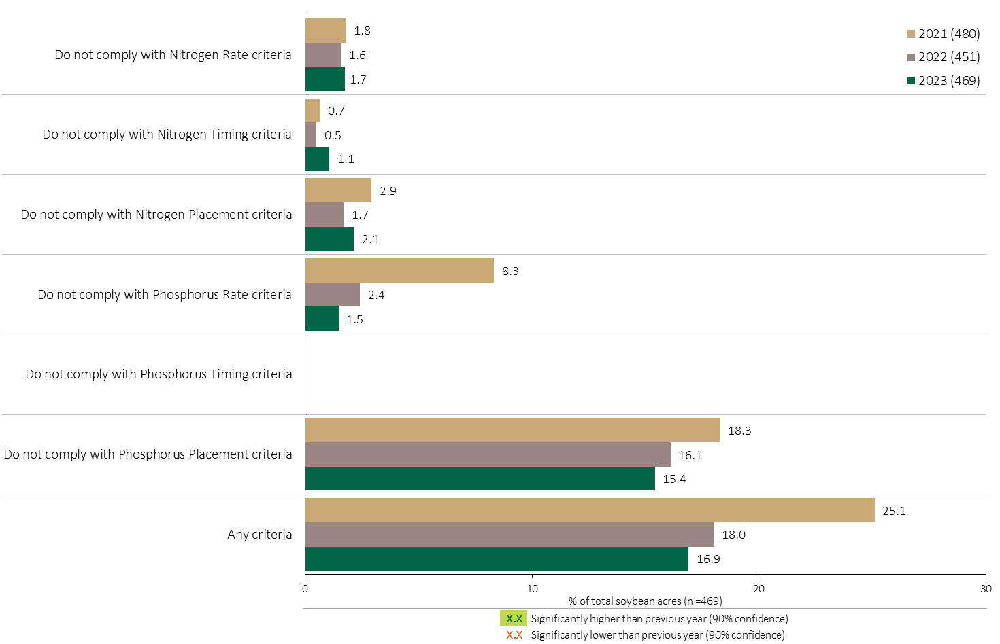 2021 (480)
2022 (451)
2023 (469)
Do not comply with Nitrogen Rate criteria
1.8
1.6
1.7
Do not comply with Nitrogen Timing criteria
0.7
0.5
1.1
Do not comply with Nitrogen Placement criteria
2.9
1.7
2.1
Do not comply with Phosphorus Rate criteria
8.3
2.4
1.5
Do not comply with Phosphorus Timing criteria
Do not comply with Phosphorus Placement criteria
18.3
16.1
15.4
Any criteria
25.1
18.0
16.9
0 10 20 30
% of total soybean acres (n =469)
X.X Significantly higher than previous year (90% confidence)
X.X Significantly lower than previous year (90% confidence)